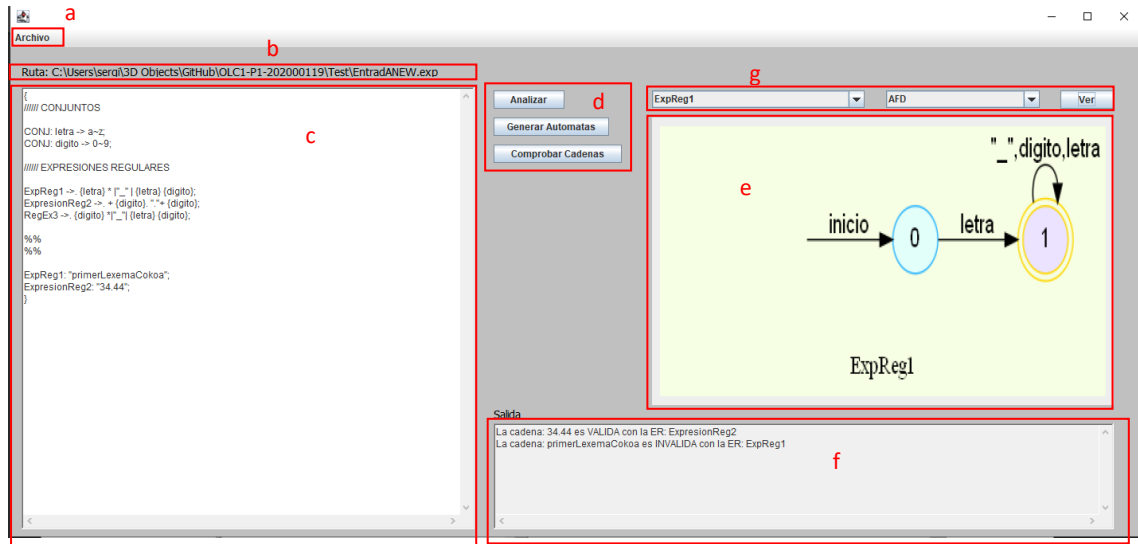 a
Archivo
b
Ruta: C:\Users\sergi\3D Objects\GitHub\OLC1-P1-202000119\Test\EntradANEW.exp
c
{
////// CONJUNTOS
CONJ: letra -> a~z;
CONJ: digito -> 0~9;
////// EXPRESIONES REGULARES
ExpReg1 ->. {letra} * |"_" | {letra} {digito};
ExpresionReg2 ->. + {digito}. "."+ {digito};
RegEx3 ->. {digito} *|"_"| {letra} {digito};
%%
%%
ExpReg1: "primerLexemaCokoa";
ExpresionReg2: "34.44";
}
d
Analizar
Generar Automatas
Comprobar Cadenas
g
ExpReg1
AFD
Ver
e
"_",digito,letra
inicio
0
letra
1
ExpReg1
Salida
La cadena: 34.44 es VALIDA con la ER: ExpresionReg2
La cadena: primerLexemaCokoa es INVALIDA con la ER: ExpReg1
f